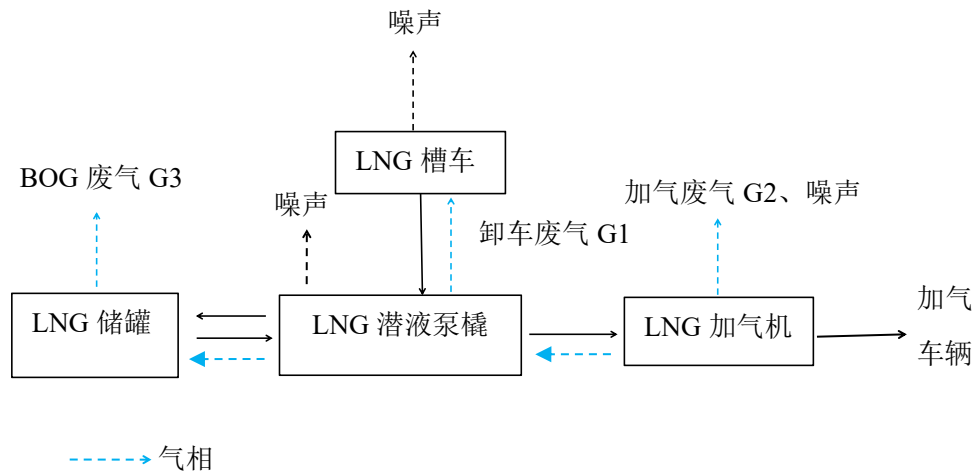 噪声
LNG 槽车
BOG 废气 G3
噪声
卸车废气 G1
加气废气 G2、噪声
LNG 储罐
LNG 潜液泵橇
LNG 加气机
加气
车辆
气相